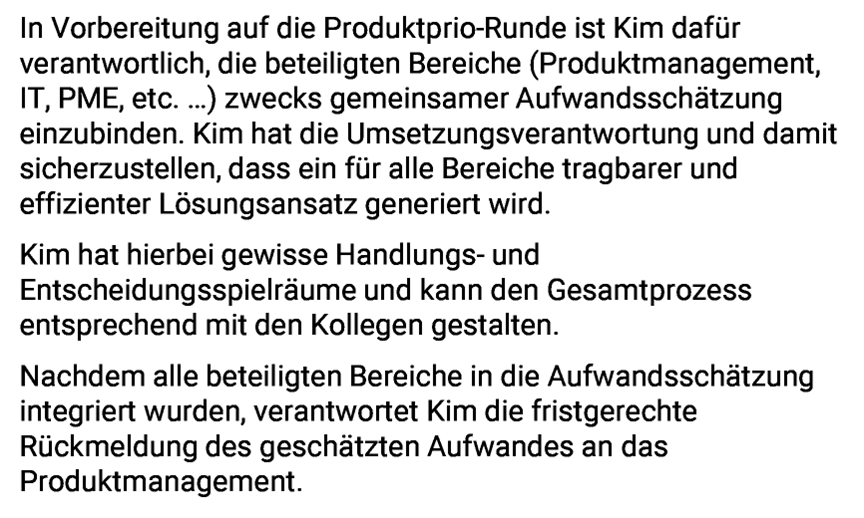 In Vorbereitung auf die Produktprio-Runde ist Kim dafür
verantwortlich, die beteiligten Bereiche (Produktmanagement,
IT, PME, etc. ...) zwecks gemeinsamer Aufwandsschätzung
einzubinden. Kim hat die Umsetzungsverantwortung und damit
sicherzustellen, dass ein für alle Bereiche tragbarer und
effizienter Lösungsansatz generiert wird.
Kim hat hierbei gewisse Handlungs- und
Entscheidungsspielräume und kann den Gesamtprozess
entsprechend mit den Kollegen gestalten.
Nachdem alle beteiligten Bereiche in die Aufwandsschätzung
integriert wurden, verantwortet Kim die fristgerechte
Rückmeldung des geschätzten Aufwandes an das
Produktmanagement.